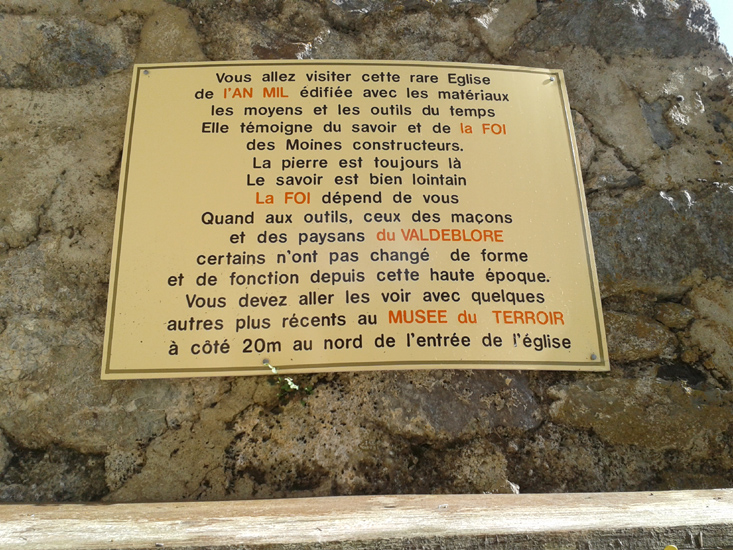 Vous allez visiter cette rare Eglise
de l'AN MIL édifiée avec les matériaux
les moyens et les outils du temps
Elle témoigne du savoir et de la FOI
des Moines constructeurs.
La pierre est toujours là
Le savoir est bien lointain
La FOI dépend de vous
Quand aux outils, ceux des maçons
et des paysans du VALDEBLORE
certains n'ont pas changé de forme
et de fonction depuis cette haute époque.
Vous devez aller les voir avec quelques
autres plus récents au MUSEE du TERROIR
à côté 20m au nord de l'entrée de l'église